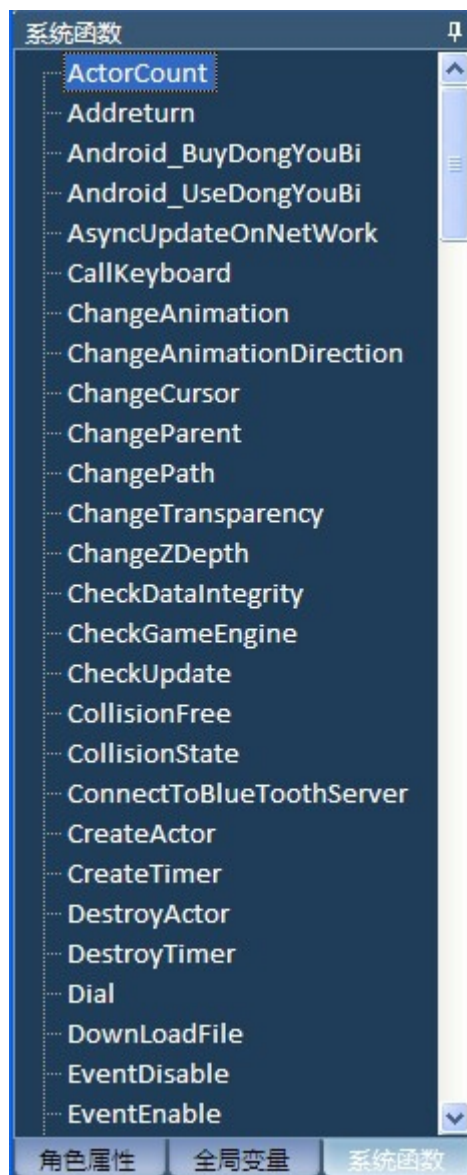 系统函数
ActorCount
Addreturn
Android_BuyDongYouBi
Android_UseDongYouBi
AsyncUpdateOnNetWork
CallKeyboard
ChangeAnimation
ChangeAnimationDirection
ChangeCursor
ChangeParent
ChangePath
ChangeTransparency
ChangeZDepth
CheckDataIntegrity
CheckGameEngine
CheckUpdate
CollisionFree
CollisionState
ConnectToBlueToothServer
CreateActor
CreateTimer
DestroyActor
DestroyTimer
Dial
DownLoadFile
EventDisable
EventEnable
角色属性 全局变量 系统函数